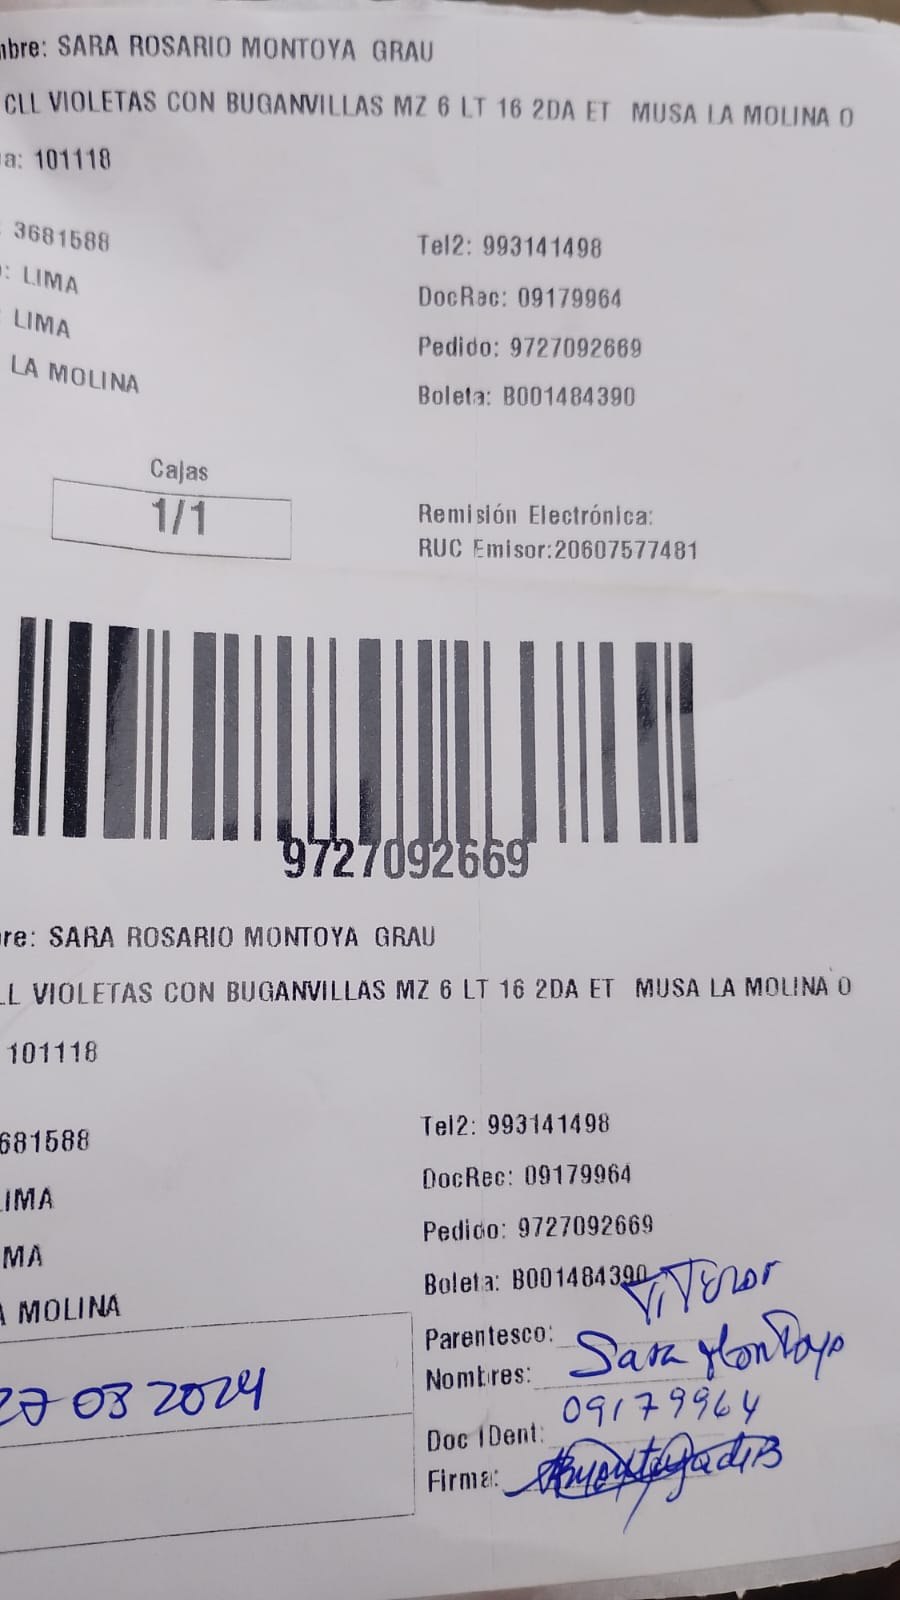 mbre: SARA ROSARIO MONTOYA GRAU
CLL VIOLETAS CON BUGANVILLAS MZ 6 LT 16 2DA ET MUSA LA MOLINA O
a: 101118
: 3681588
Tel2: 993141498
o: LIMA
DocRec: 09179964
: LIMA
Pedido: 9727092669
LA MOLINA
Boleta: B001484390
Cajas
1/1
Remisión Electrónica:
RUC Emisor:20607577481
9727092669
re: SARA ROSARIO MONTOYA GRAU
LL VIOLETAS CON BUGANVILLAS MZ 6 LT 16 2DA ET MUSA LA MOLINA O
101118
681588
Tel2: 993141498
LIMA
DocRec: 09179964
MA
Pedido: 9727092669
A MOLINA
Boleta: B001484390
Parentesco: TiTular
Nombres: Sara MonToya
27 03 2024
Doc IDent: 09179964
Firma: